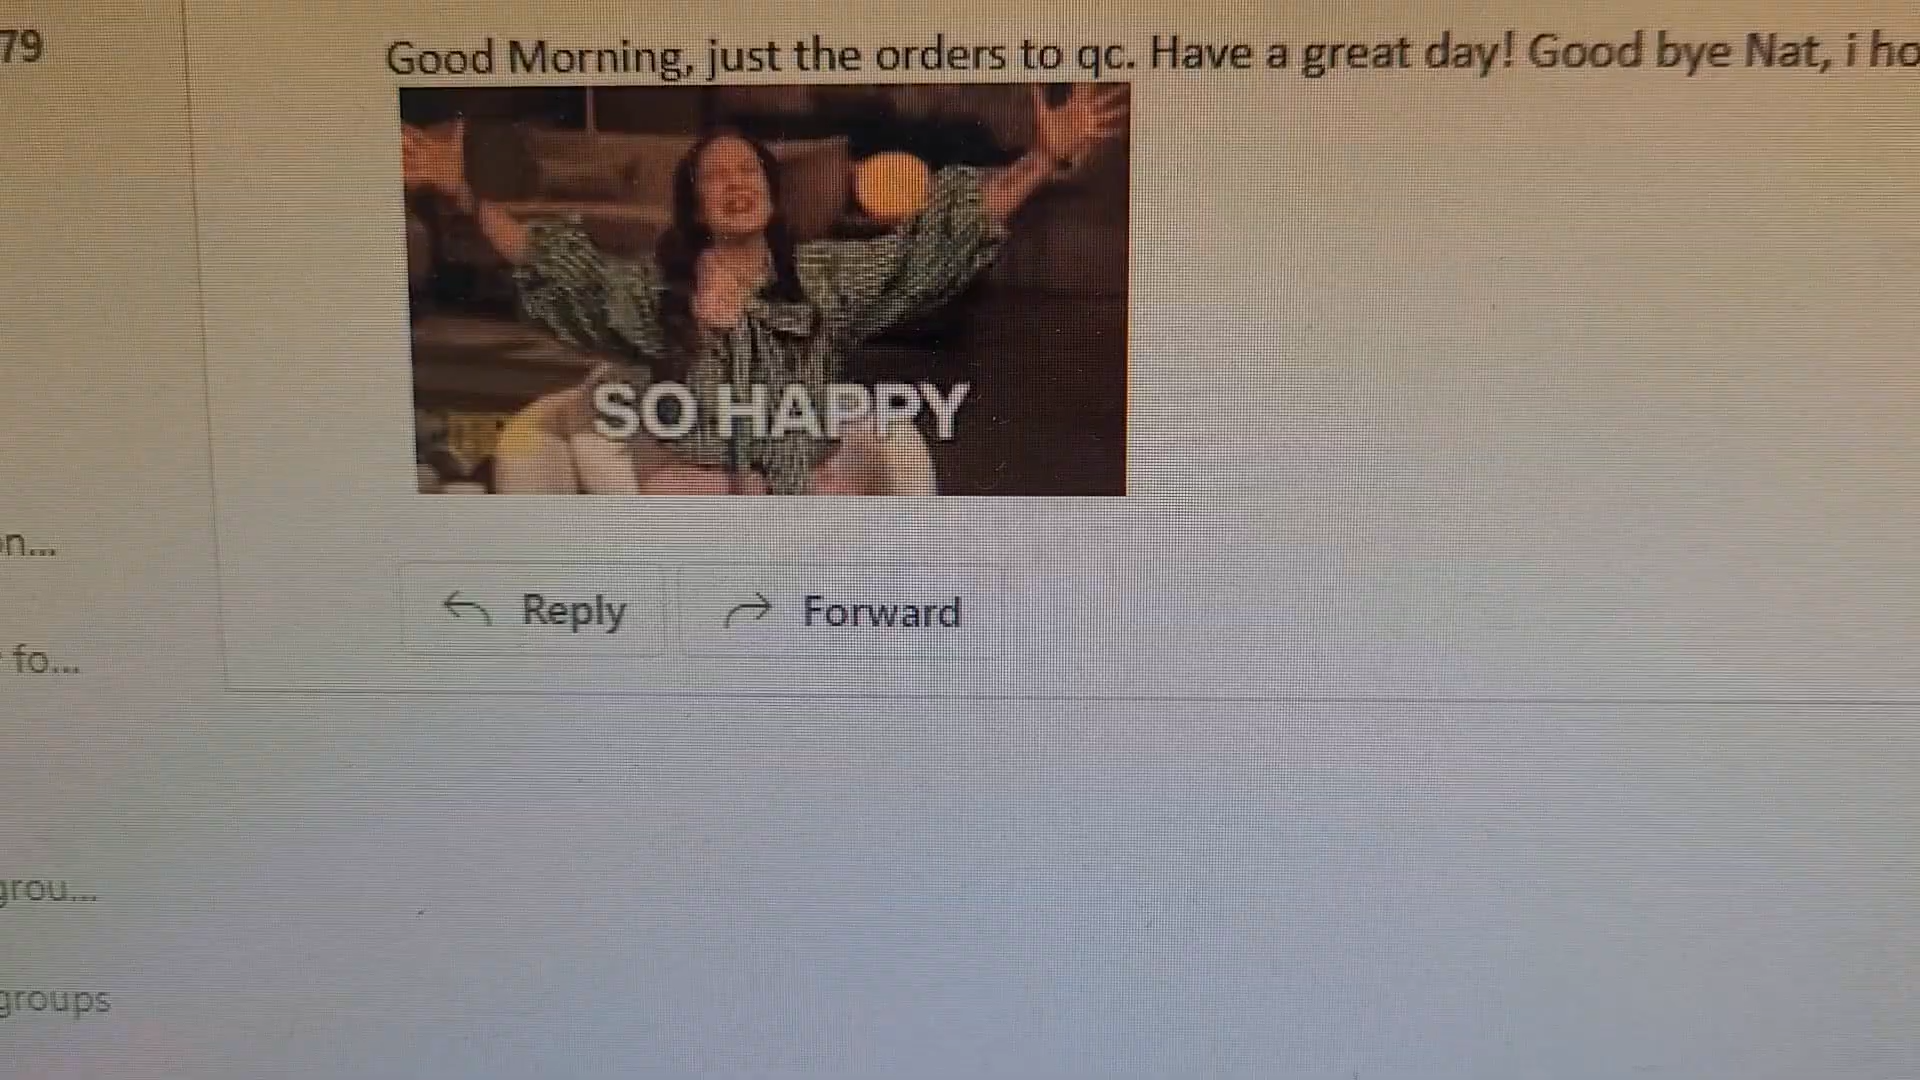 79
Good Morning, just the orders to qc. Have a great day! Good bye Nat, i ho
SO HAPPY
n...
Reply
Forward
fo...
grou...
groups